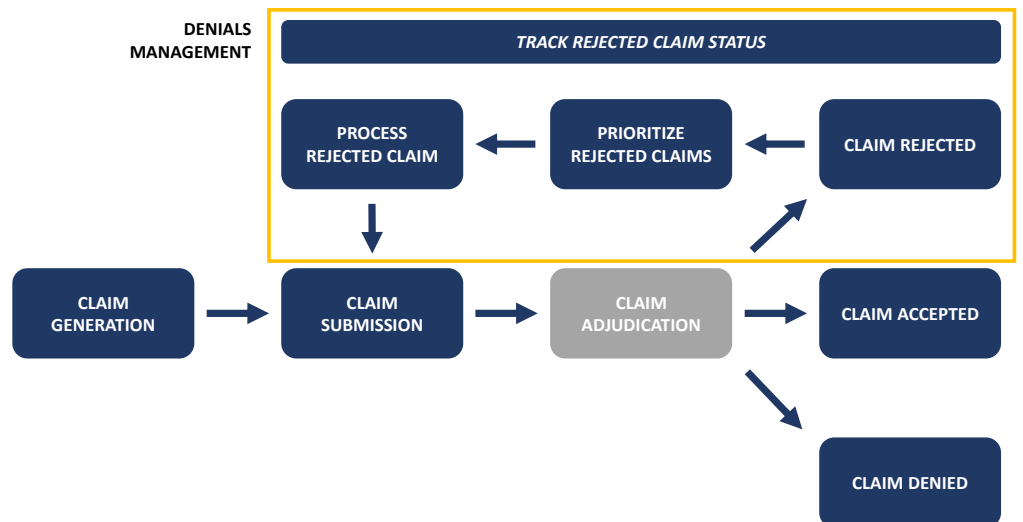 DENIALS
MANAGEMENT
TRACK REJECTED CLAIM STATUS
PROCESS
REJECTED CLAIM
PRIORITIZE
REJECTED CLAIMS
CLAIM REJECTED
CLAIM
GENERATION
CLAIM
SUBMISSION
CLAIM
ADJUDICATION
CLAIM ACCEPTED
CLAIM DENIED